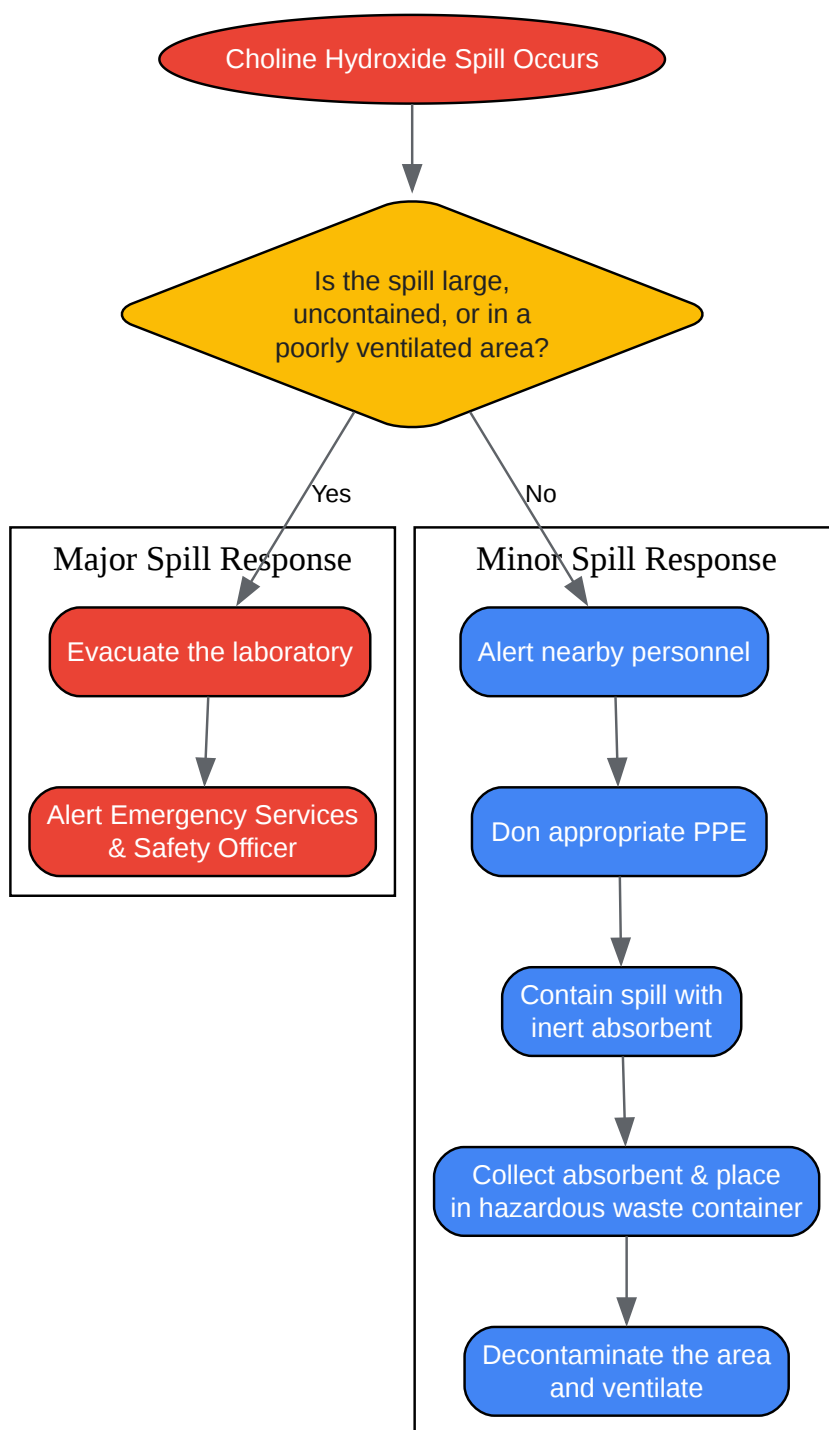 Choline Hydroxide Spill Occurs
Is the spill large,
uncontained, or in a
poorly ventilated area?
Yes
No
Major Spill Response
Evacuate the laboratory
Alert Emergency Services
& Safety Officer
Minor Spill Response
Alert nearby personnel
Don appropriate PPE
Contain spill with
inert absorbent
Collect absorbent & place
in hazardous waste container
Decontaminate the area
and ventilate